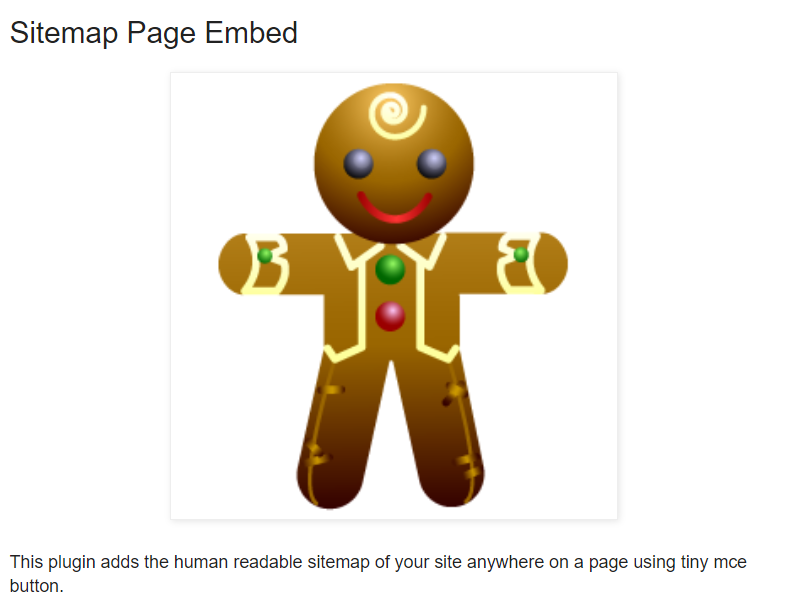 Sitemap Page Embed
This plugin adds the human readable sitemap of your site anywhere on a page using tiny mce
button.